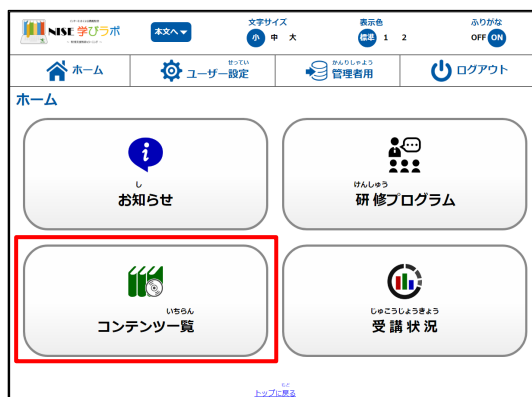 NISE 学びラボ
本文へ
文字サイズ
小 中 大
表示色
標準 1 2
ふりがな
OFF ON
ホーム
せってい
ユーザー設定
かんりしゃよう
管理者用
ログアウト
ホーム
し
お知らせ
けんしゅう
研修プログラム
いちらん
コンテンツ一覧
じゅこうじょうきょう
受講状況
もど
トップに戻る